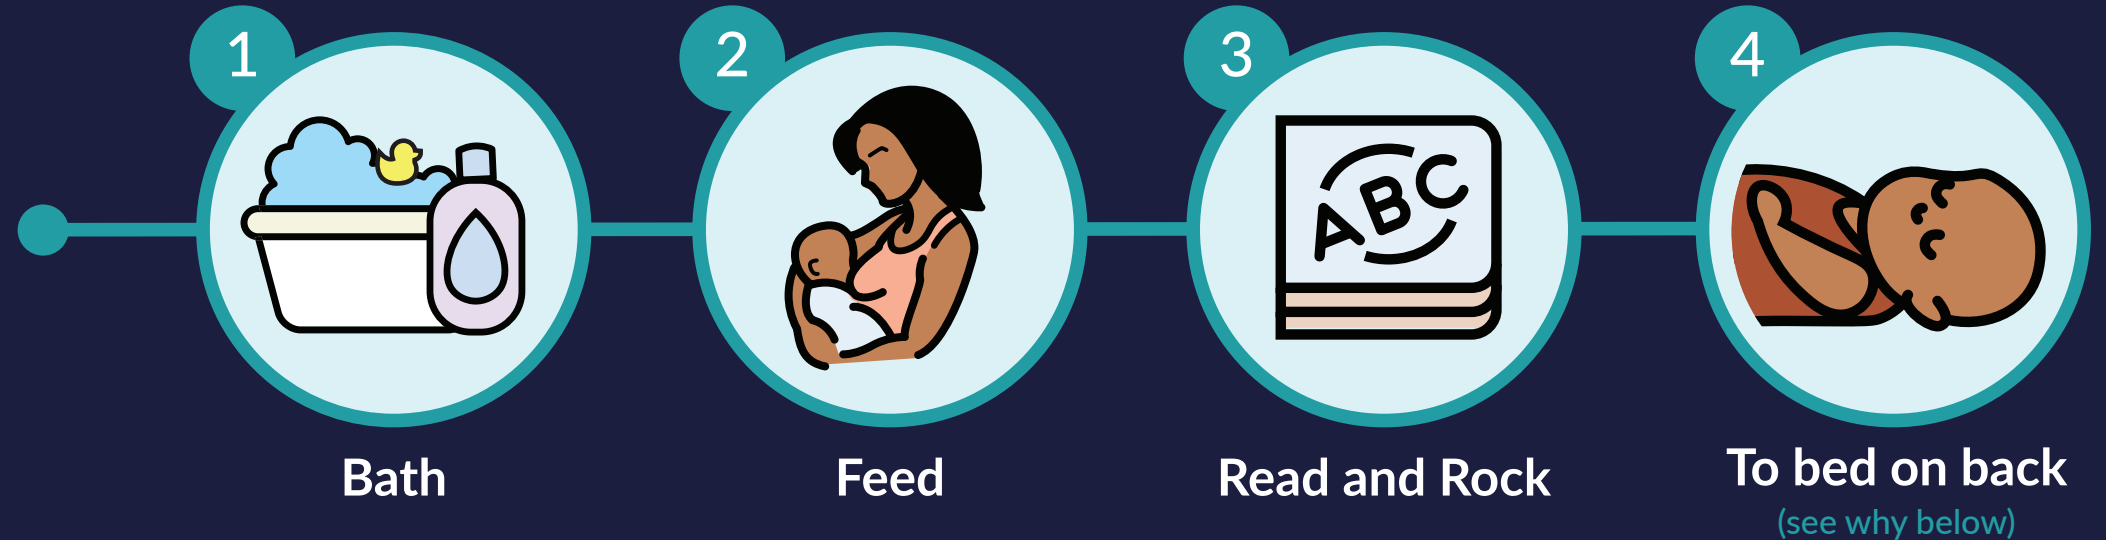 1
2
3
4
ABC
Bath
Feed
Read and Rock
To bed on back
(see why below)